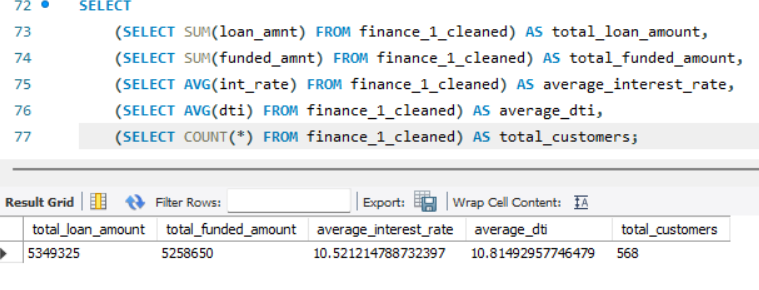 72 SELECT
73 (SELECT SUM(loan_amnt) FROM finance_1_cleaned) AS total_loan_amount,
74 (SELECT SUM(funded_amnt) FROM finance_1_cleaned) AS total_funded_amount,
75 (SELECT AVG(int_rate) FROM finance_1_cleaned) AS average_interest_rate,
76 (SELECT AVG(dti) FROM finance_1_cleaned) AS average_dti,
77 (SELECT COUNT(*) FROM finance_1_cleaned) AS total_customers;
Result Grid Filter Rows: Export: Wrap Cell Content: IA
total_loan_amount total_funded_amount average_interest_rate average_dti total_customers
5349325 5258650 10.521214788732397 10.81492957746479 568